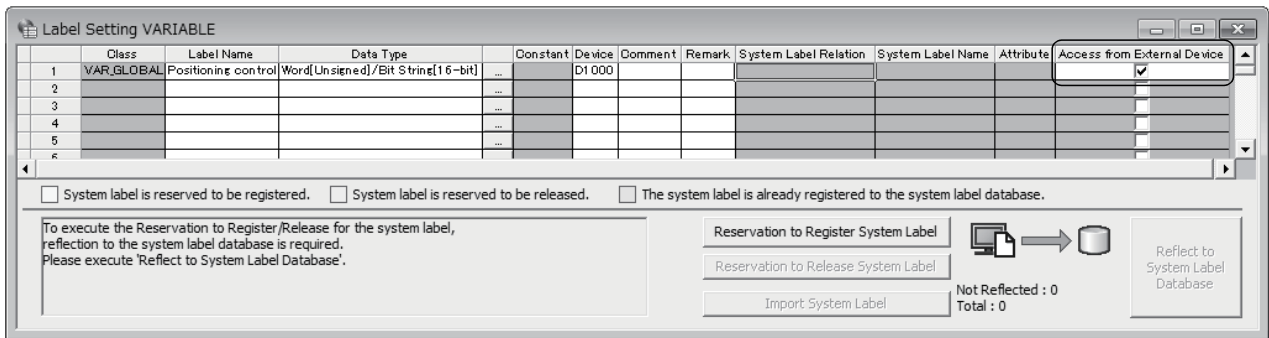 Label Setting VARIABLE
Class Label Name Data Type Constant Device Comment Remark System Label Relation System Label Name Attribute Access from External Device
1 VAR_GLOBAL Positioning control Word[Unsigned]/Bit String[16-bit] ... D1000
2 ...
3 ...
4 ...
5 ...
6
System label is reserved to be registered. System label is reserved to be released. The system label is already registered to the system label database.
To execute the Reservation to Register/Release for the system label,
reflection to the system label database is required.
Please execute 'Reflect to System Label Database'.
Reservation to Register System Label
Reservation to Release System Label
Import System Label
Not Reflected : 0
Total : 0
Reflect to
System Label
Database